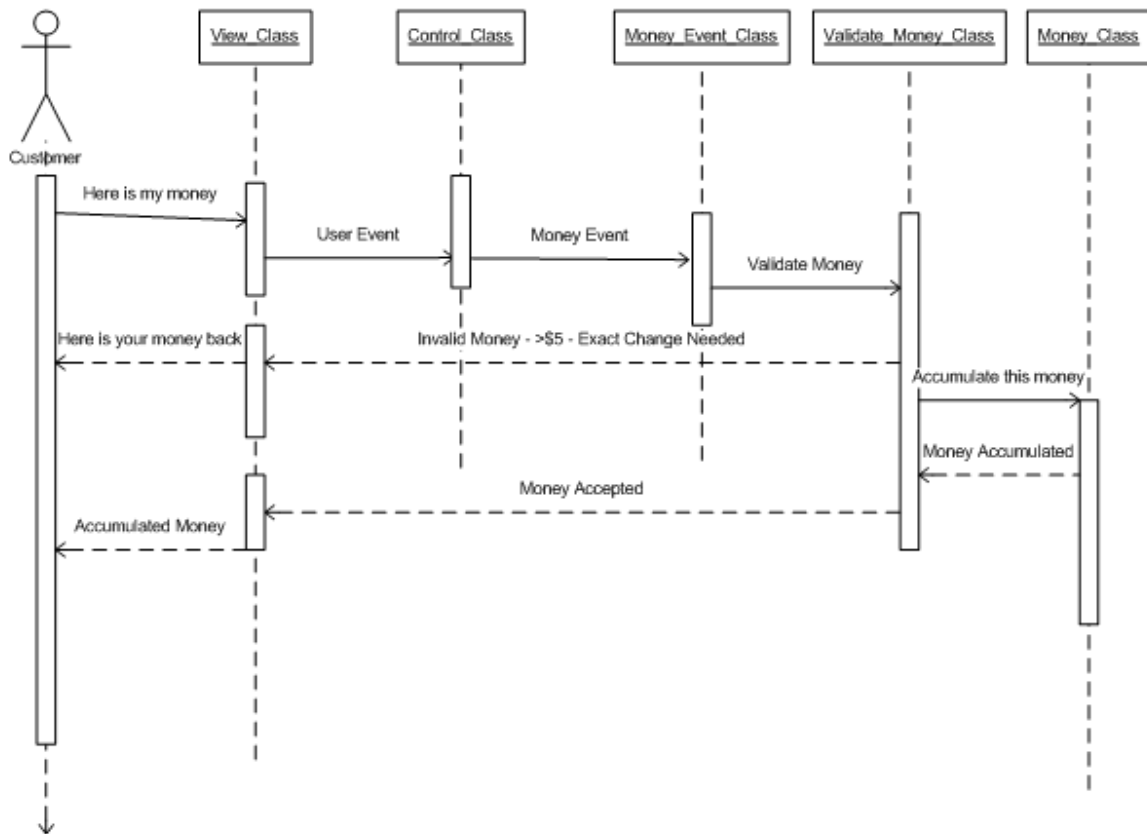 View_Class
Control_Class
Money_Event_Class
Validate_Money_Class
Money_Class
Customer
Here is my money
User Event
Money Event
Validate Money
Here is your money back
Invalid Money - >$5 - Exact Change Needed
Accumulate this money
Money Accumulated
Money Accepted
Accumulated Money